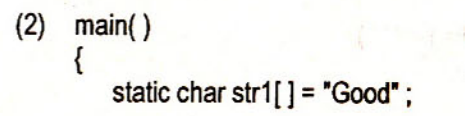 (2) main( )
{
static char str1[ ] = "Good" ;